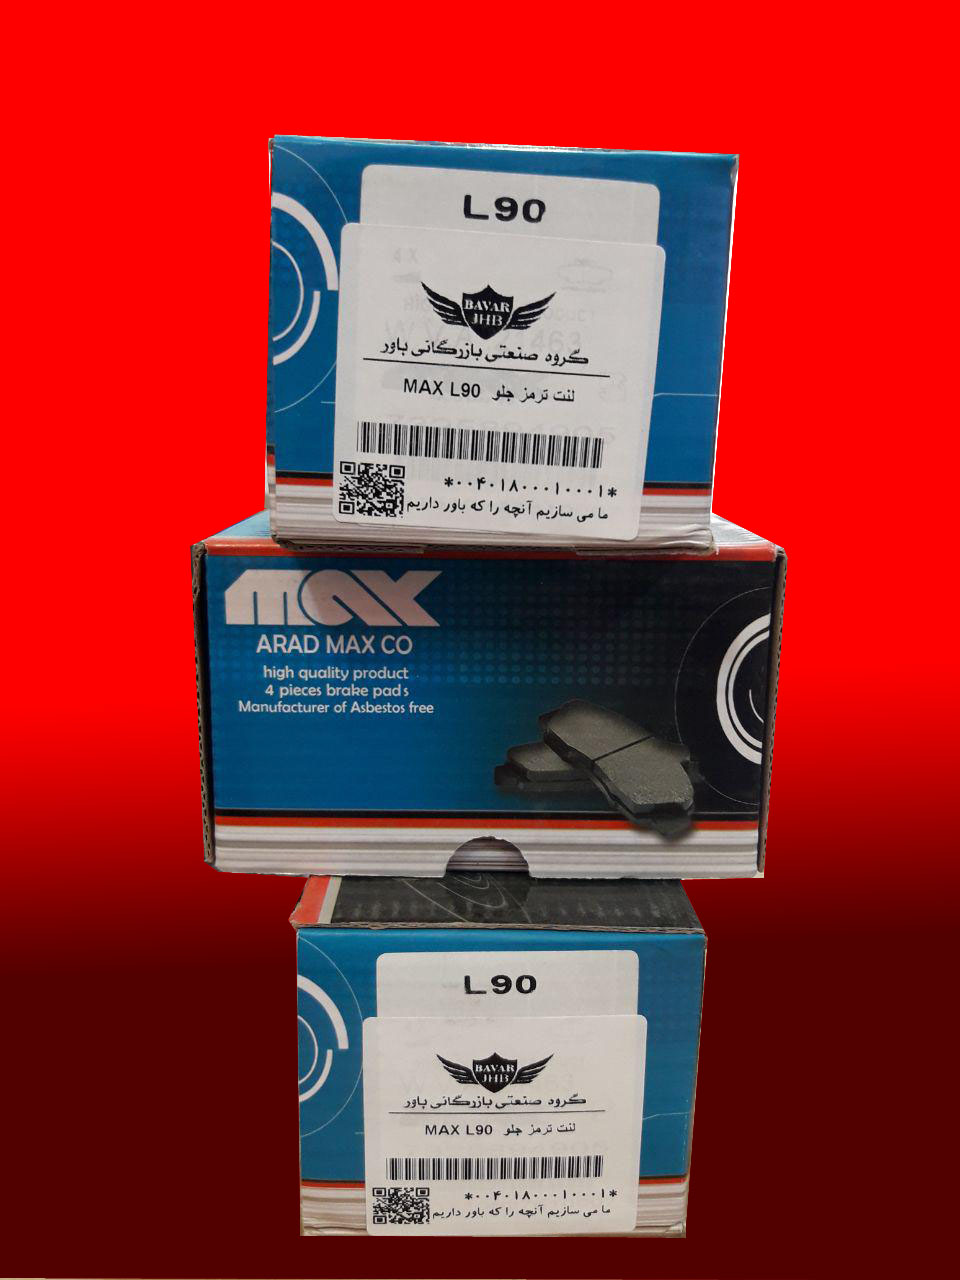 L90
BAVAR
JHB
گروه صنعتی بازرگانی باور
لنت ترمز جلو MAX L90
*۰۰۴۰۱۸۰۰۰۱۰۰۰۱*
ما می سازیم آنچه را که باور داریم
max
ARAD MAX CO
high quality product
4 pieces brake pads
Manufacturer of Asbestos free
L90
BAVAR
JHB
گروه صنعتی بازرگانی باور
لنت ترمز جلو MAX L90
*۰۰۴۰۱۸۰۰۰۱۰۰۰۱*
ما می سازیم آنچه را که باور داریم